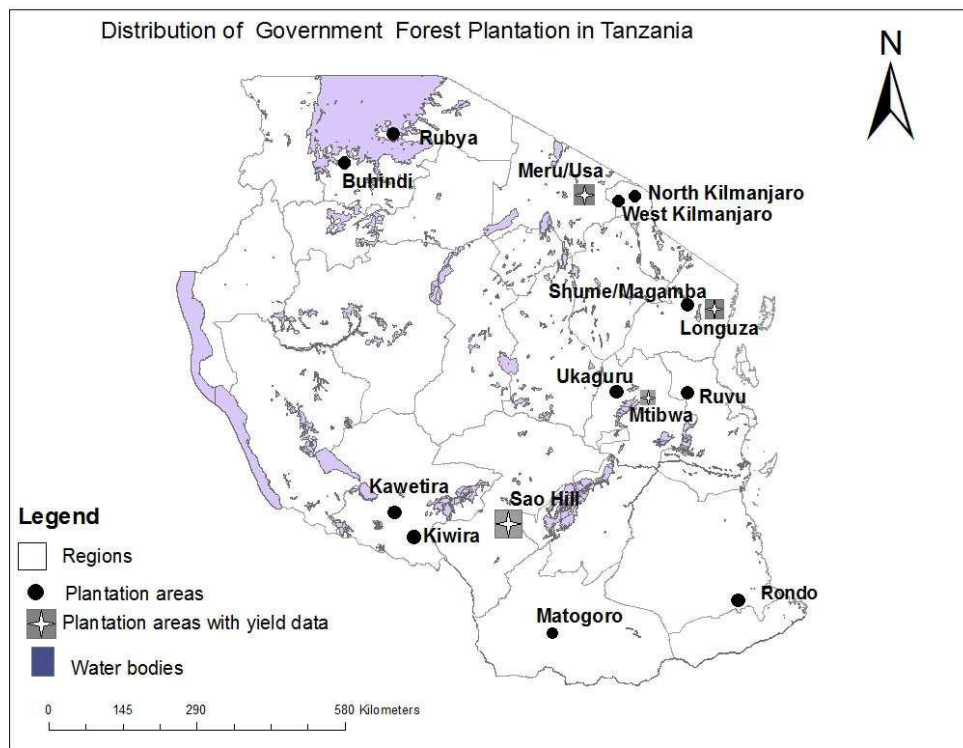 Distribution of Government Forest Plantation in Tanzania
N
Rubya
Buhindi
Meru/Usa
North Kilmanjaro
West Kilmanjaro
Shume/Magamba
Longuza
Ukaguru
Mtibwa
Ruvu
Kawetira
Sao Hill
Kiwira
Rondo
Matogoro
Legend
Regions
Plantation areas
Plantation areas with yield data
Water bodies
0 145 290 580 Kilometers